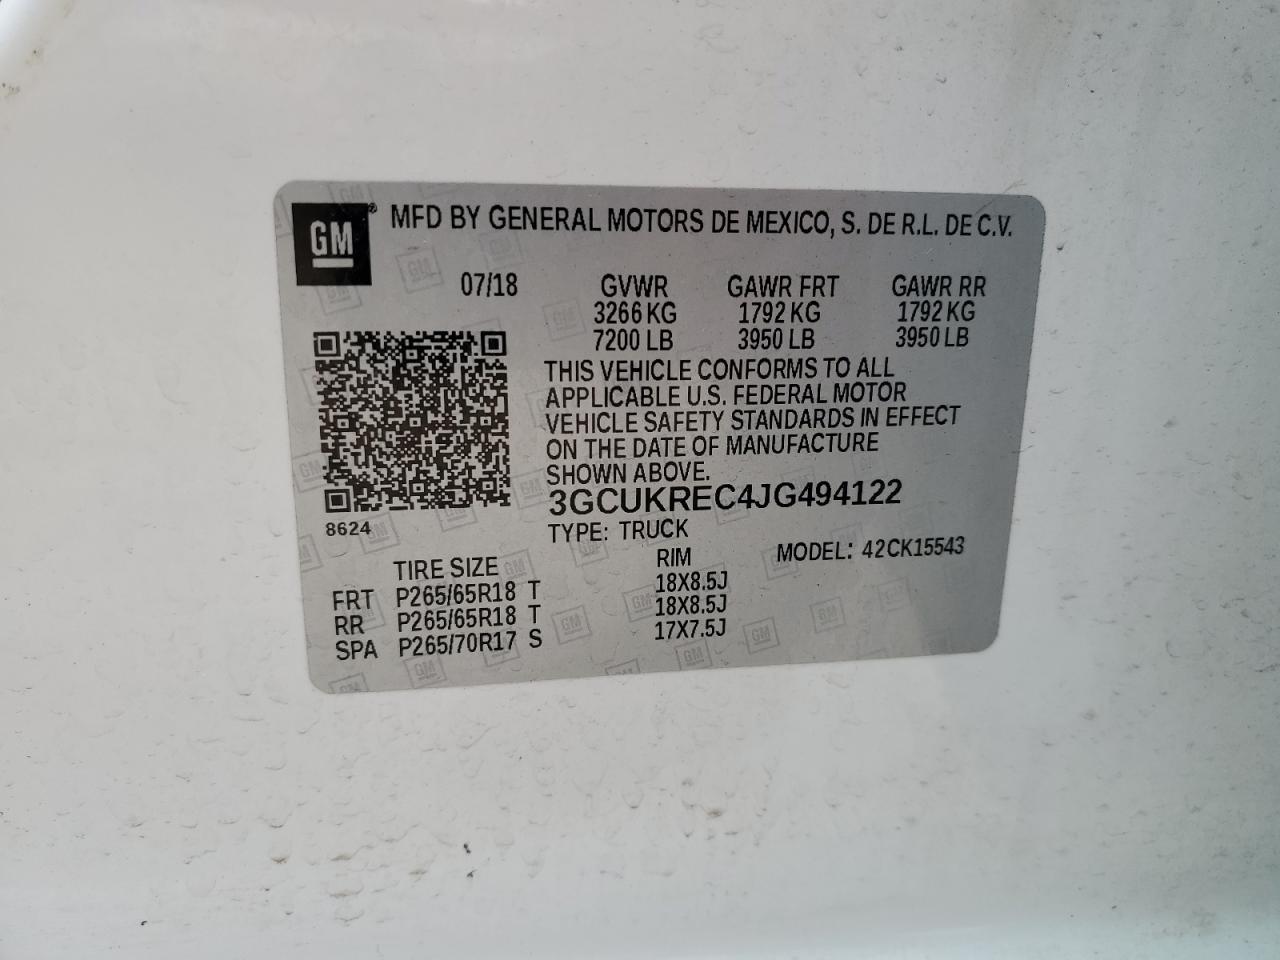 GM® MFD BY GENERAL MOTORS DE MEXICO, S. DE R.L. DE C.V.
07/18 GVWR GAWR FRT GAWR RR
3266 KG 1792 KG 1792 KG
7200 LB 3950 LB 3950 LB
THIS VEHICLE CONFORMS TO ALL
APPLICABLE U.S. FEDERAL MOTOR
VEHICLE SAFETY STANDARDS IN EFFECT
ON THE DATE OF MANUFACTURE
SHOWN ABOVE.
3GCUKREC4JG494122
8624
TYPE: TRUCK
MODEL: 42CK15543
TIRE SIZE RIM
FRT P265/65R18 T 18X8.5J
RR P265/65R18 T 18X8.5J
SPA P265/70R17 S 17X7.5J